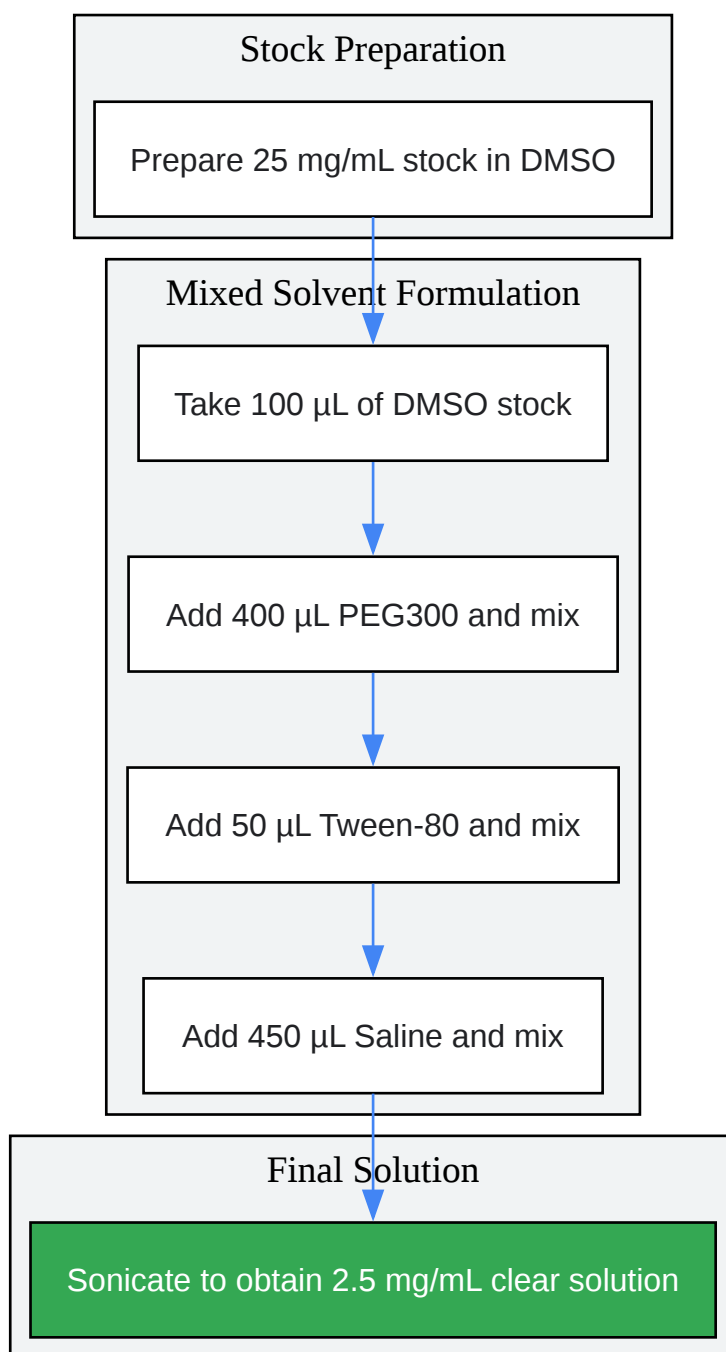 Stock Preparation
Prepare 25 mg/mL stock in DMSO
Mixed Solvent Formulation
Take 100 µL of DMSO stock
Add 400 µL PEG300 and mix
Add 50 µL Tween-80 and mix
Add 450 µL Saline and mix
Final Solution
Sonicate to obtain 2.5 mg/mL clear solution